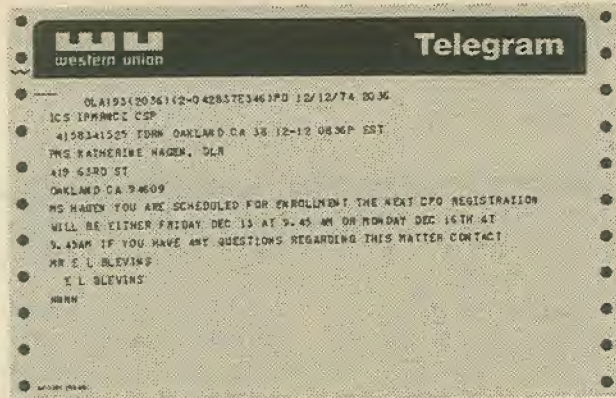 western union
Telegram
OLA193(2036)(2-042837E346)PD 12/12/74 2036
ICS IPMRNCZ CSP
4158341525 TDRN OAKLAND CA 38 12-12 0836P EST
PMS KATHERINE HAGEN, DLR
419 63RD ST
OAKLAND CA 94609
MS HAGEN YOU ARE SCHEDULED FOR ENROLLMENT THE NEXT CPO REGISTRATION
WILL BE EITHER FRIDAY DEC 13 AT 9.45 AM OR MONDAY DEC 16TH AT
9.45AM IF YOU HAVE ANY QUESTIONS REGARDING THIS MATTER CONTACT
MR E L BLEVINS
E L BLEVINS
NNNN